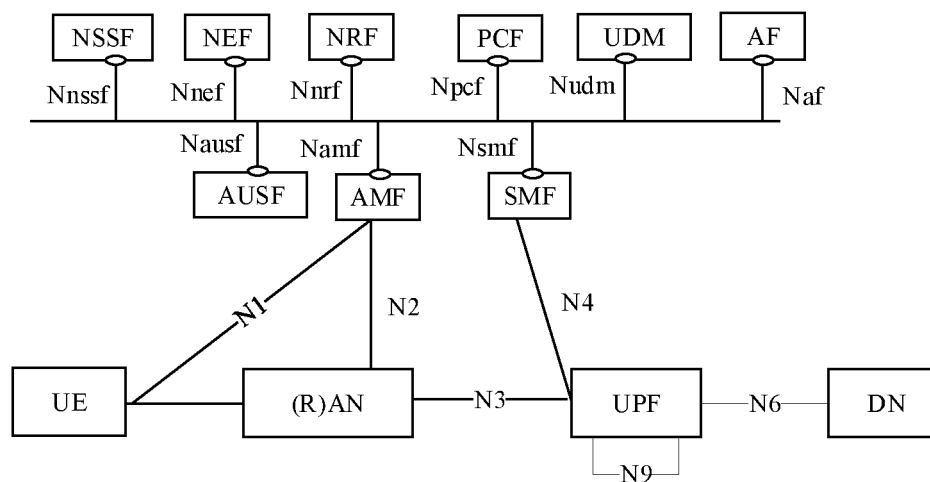 NSSF NEF NRF PCF UDM AF
Nnssf Nnef Nnrf Npcf Nudm Naf
Nausf Namf Nsmf
AUSF AMF SMF
N1 N2 N4
UE (R)AN N3 UPF N6 DN
N9